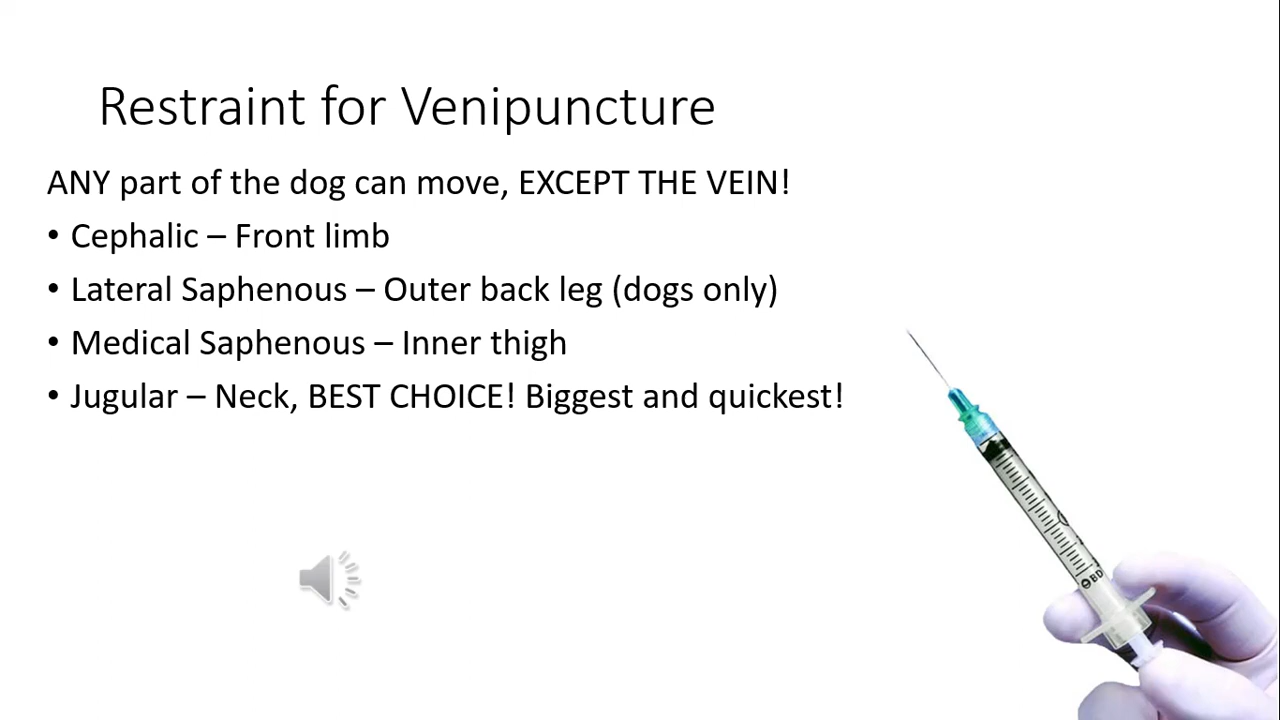 Restraint for Venipuncture
ANY part of the dog can move, EXCEPT THE VEIN!
• Cephalic – Front limb
• Lateral Saphenous – Outer back leg (dogs only)
• Medical Saphenous – Inner thigh
• Jugular – Neck, BEST CHOICE! Biggest and quickest!
BD